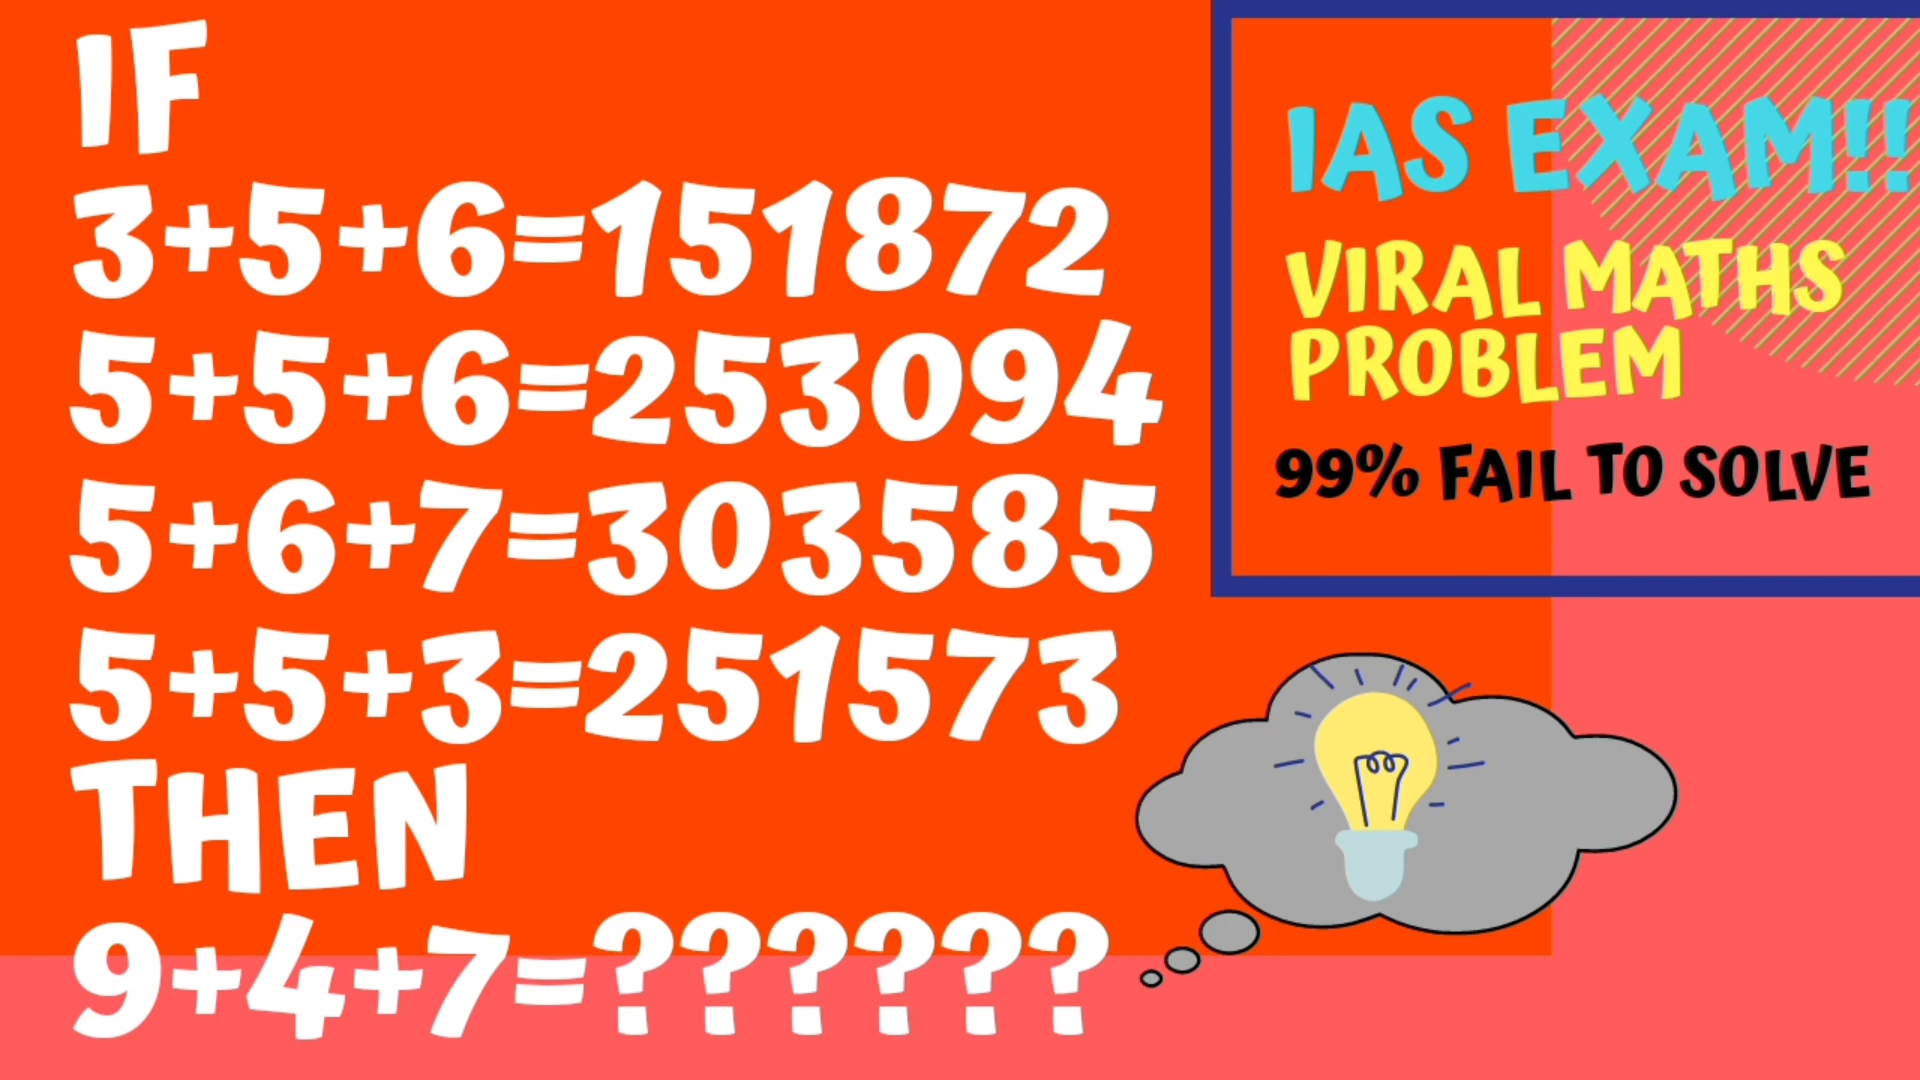 IF
3+5+6=151872
5+5+6=253094
5+6+7=303585
5+5+3=251573
THEN
9+4+7=??????
IAS EXAM!!
VIRAL MATHS
PROBLEM
99% FAIL TO SOLVE